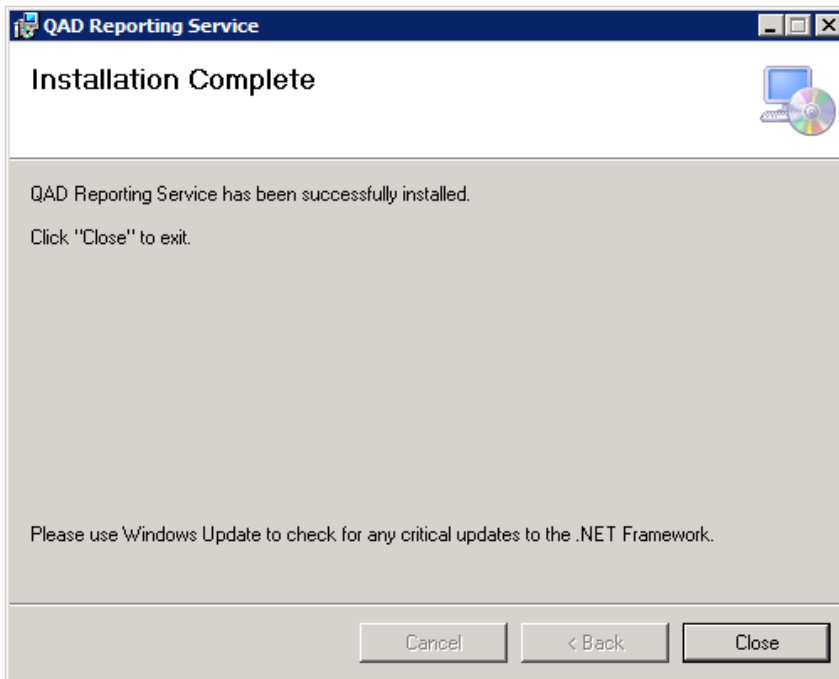 QAD Reporting Service
Installation Complete
QAD Reporting Service has been successfully installed.
Click "Close" to exit.
Please use Windows Update to check for any critical updates to the .NET Framework.
Cancel
< Back
Close